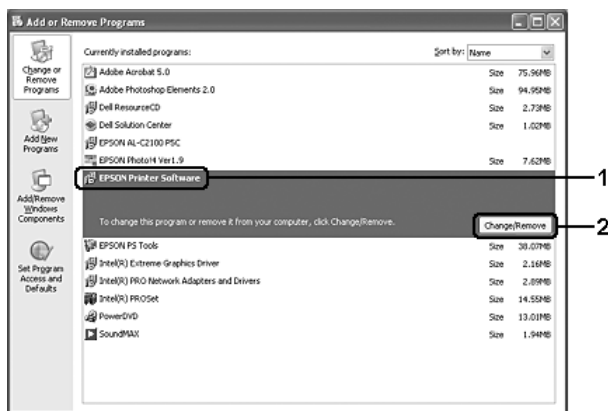 Add or Remove Programs
Change or
Remove
Programs
Add New
Programs
Add/Remove
Windows
Components
Set Program
Access and
Defaults
Currently installed programs:
Sort by: Name
Adobe Acrobat 5.0 Size 75.96MB
Adobe Photoshop Elements 2.0 Size 94.95MB
Dell ResourceCD Size 2.73MB
Dell Solution Center Size 1.02MB
EPSON AL-C2100 PSC
EPSON Photo!4 Ver1.9 Size 7.62MB
EPSON Printer Software 1
To change this program or remove it from your computer, click Change/Remove. Change/Remove 2
EPSON PS Tools Size 38.07MB
Intel(R) Extreme Graphics Driver Size 2.16MB
Intel(R) PRO Network Adapters and Drivers Size 2.89MB
Intel(R) PROSet Size 14.55MB
PowerDVD Size 13.01MB
SoundMAX Size 1.94MB